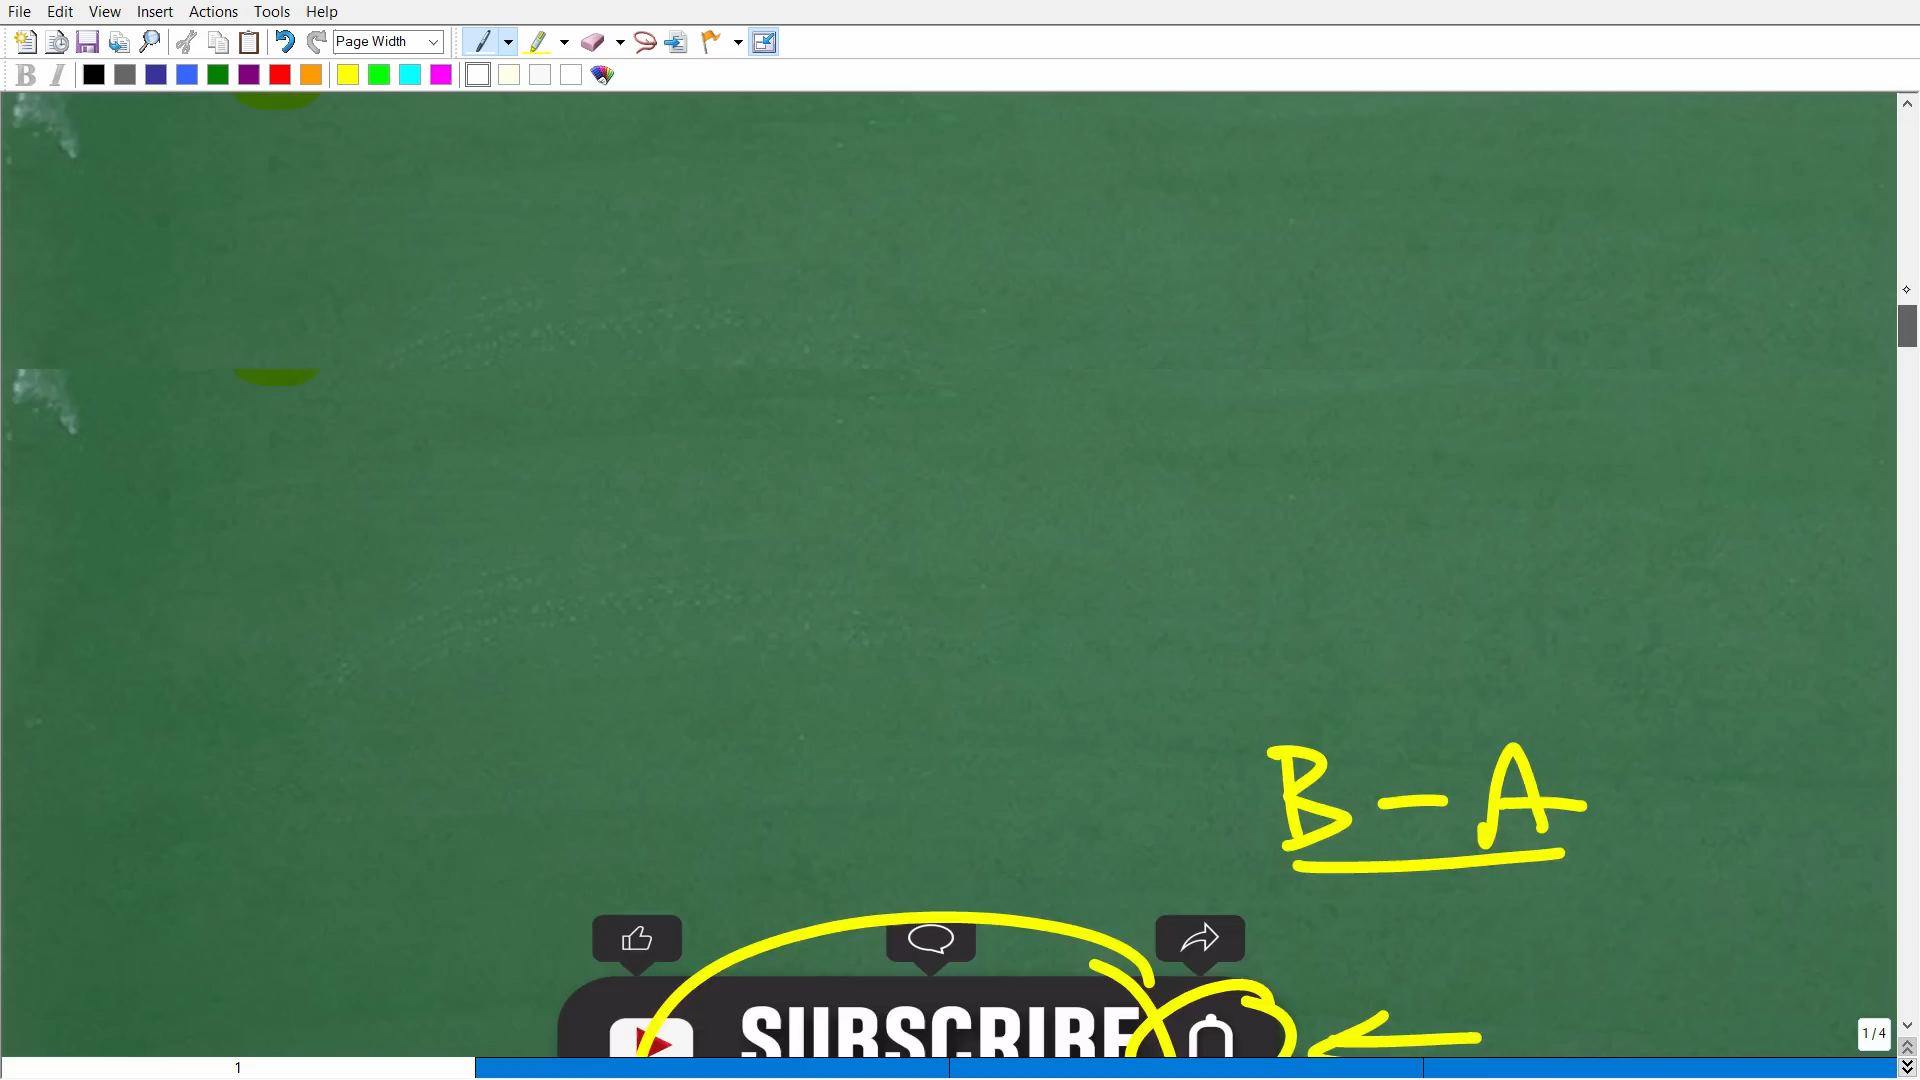 File Edit View Insert Actions Tools Help
Page Width
B I
B - A
SUBSCRIBE
1 / 4
1